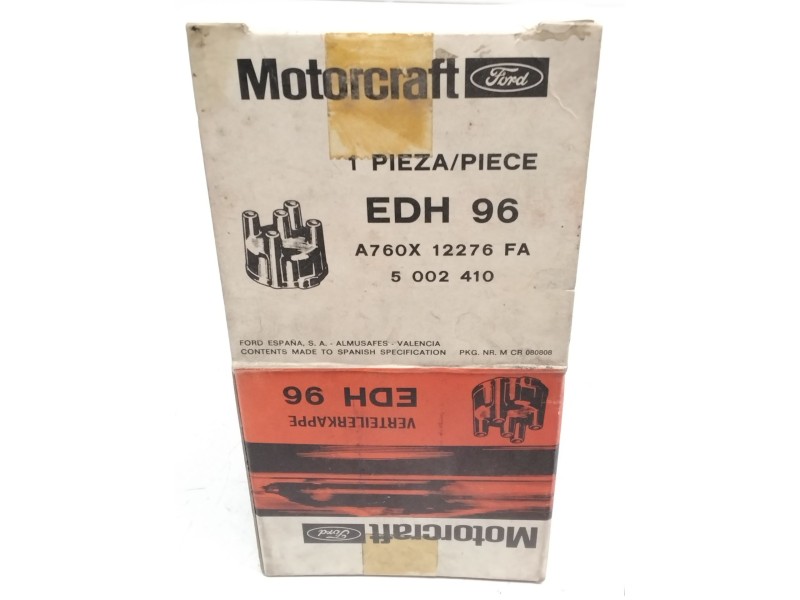 Motorcraft Ford
1 PIEZA/PIECE
EDH 96
A760X 12276 FA
5 002 410
FORD ESPAÑA, S. A. - ALMUSAFES - VALENCIA
CONTENTS MADE TO SPANISH SPECIFICATION PKG. NR. M CR 080808
EDH 96
VERTEILERKAPPE
Motorcraft Ford